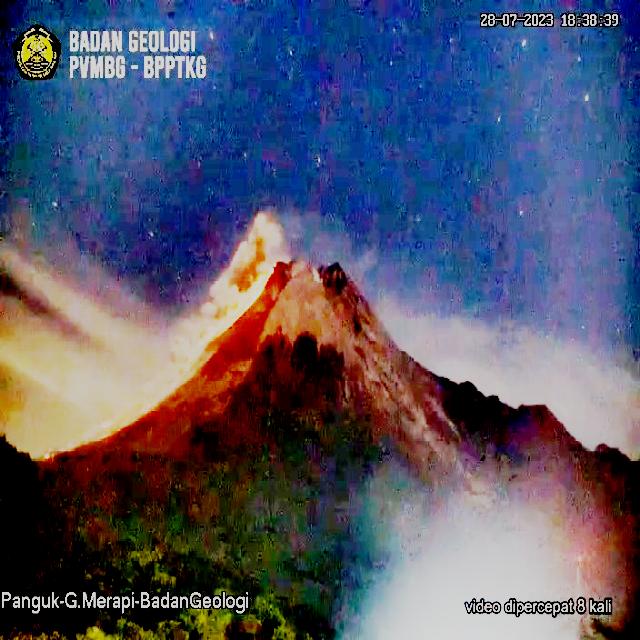 28-07-2023 18:38:39
BADAN GEOLOGI
PVMBG - BPPTKG
Panguk-G.Merapi-BadanGeologi
video dipercepat 8 kali